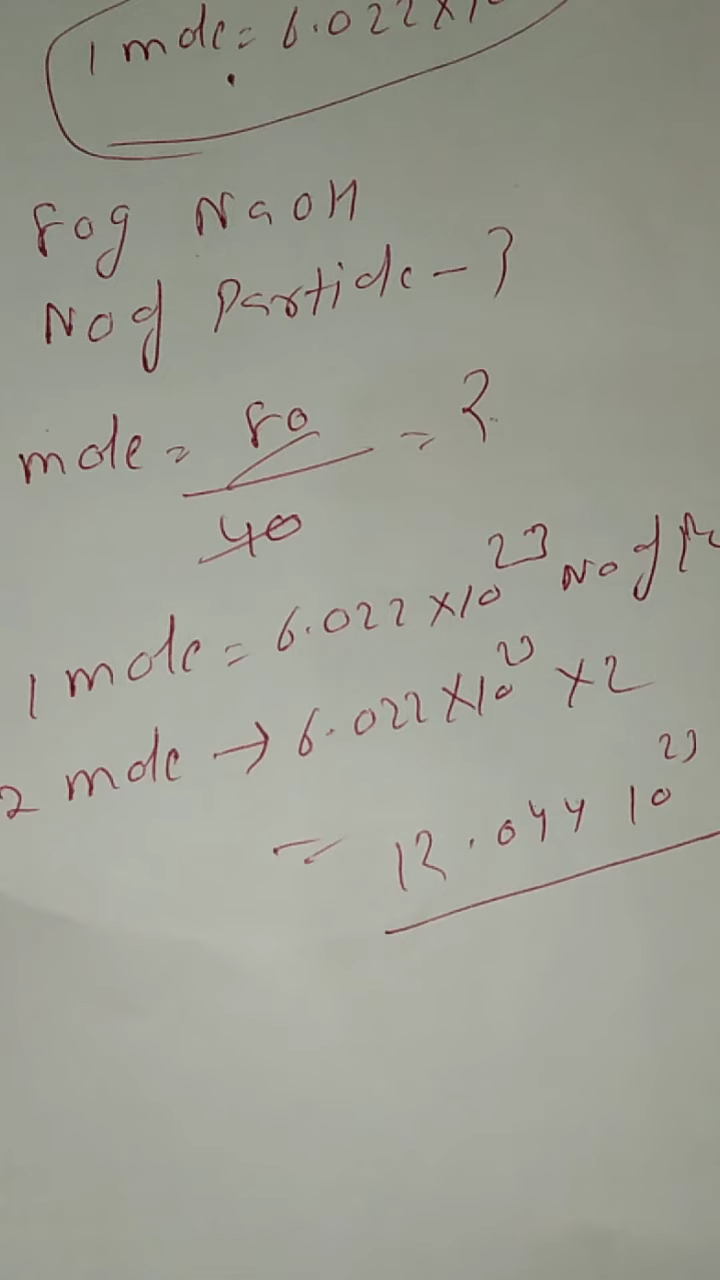 1 mole = 6.022 x 1
80g NaOH
No of Particle - ?
mole = 80/40 = 2
1 mole = 6.022 x 10^23 No of
2 mole → 6.022 x 10^23 x 2
= 12.044 10^23